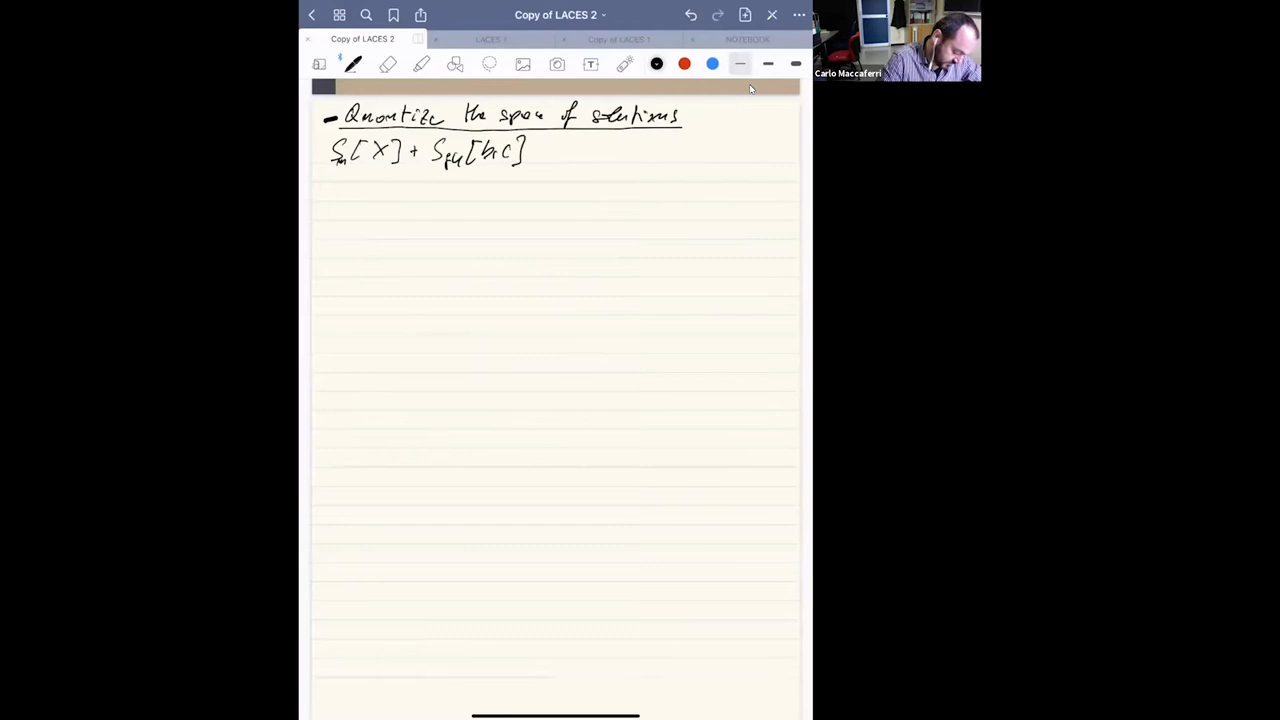 Copy of LACES 2
Copy of LACES 2
LACES 1
Copy of LACES 1
NOTEBOOK
Carlo Maccaferri
- Quantize the space of solutions
S_m[X] + S_gh[b,c]